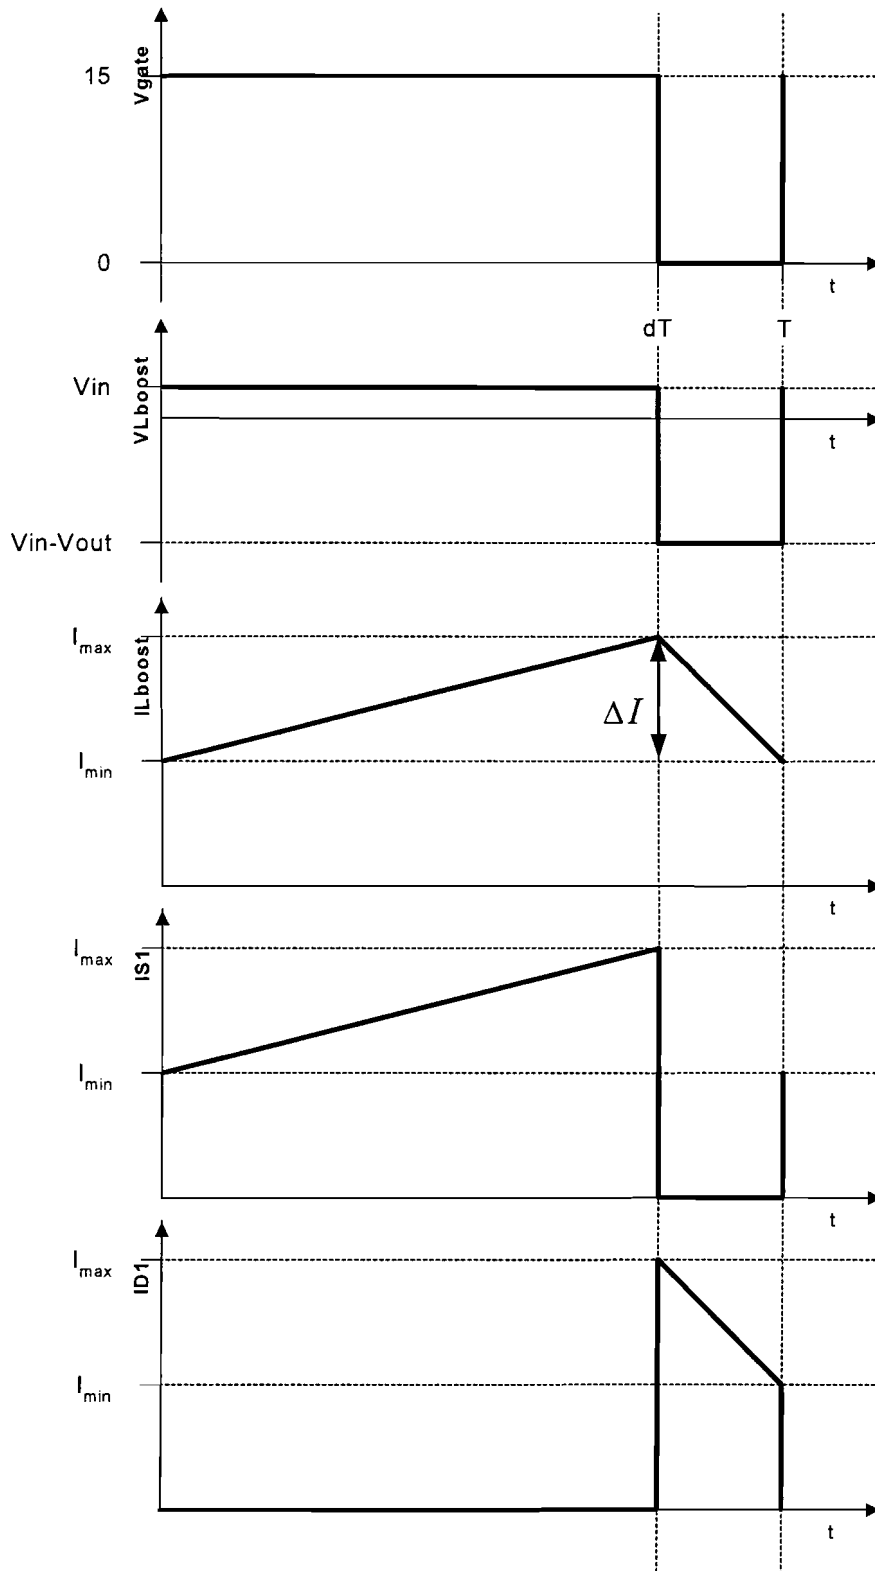 Vgate
15
0
t
dT
T
VLboost
Vin
t
Vin-Vout
ILboost
Imax
ΔI
Imin
t
IS1
Imax
Imin
t
ID1
Imax
Imin
t